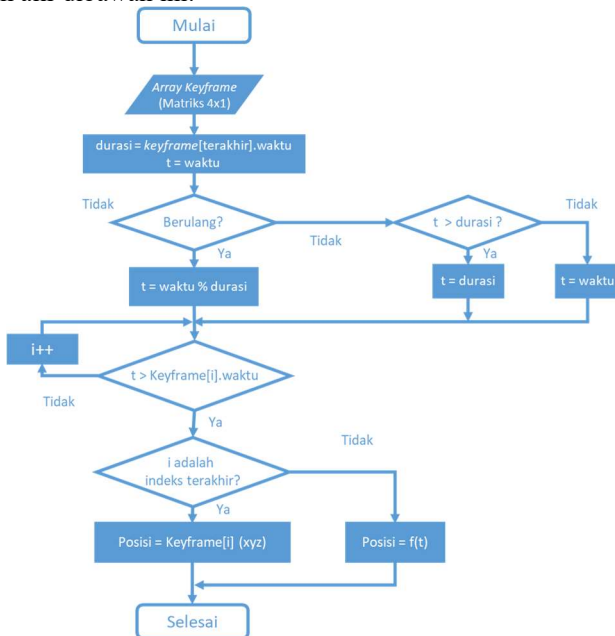 Mulai
Array Keyframe
(Matriks 4x1)
durasi = keyframe[terakhir].waktu
t = waktu
Tidak
Berulang?
Tidak
t > durasi ?
Tidak
Ya
Ya
t = waktu % durasi
t = durasi
t = waktu
i++
t > Keyframe[i].waktu
Tidak
Ya
Tidak
i adalah
indeks terakhir?
Ya
Posisi = Keyframe[i] (xyz)
Posisi = f(t)
Selesai